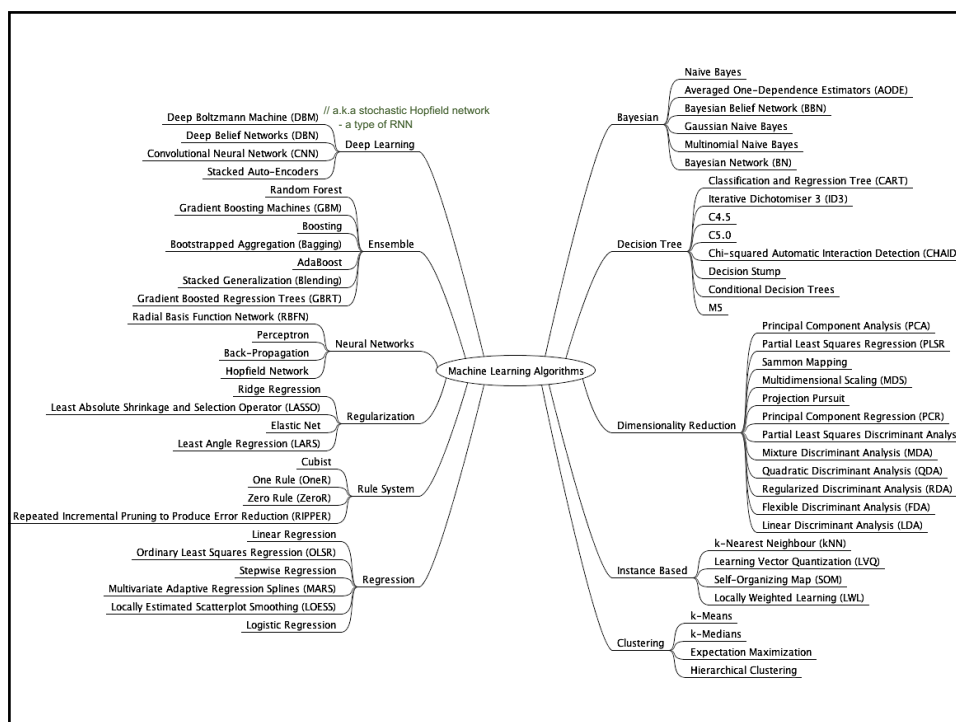 Deep Boltzmann Machine (DBM)
// a.k.a stochastic Hopfield network
- a type of RNN
Deep Belief Networks (DBN)
Convolutional Neural Network (CNN)
Stacked Auto-Encoders
Deep Learning
Random Forest
Gradient Boosting Machines (GBM)
Boosting
Bootstrapped Aggregation (Bagging)
AdaBoost
Stacked Generalization (Blending)
Gradient Boosted Regression Trees (GBRT)
Ensemble
Radial Basis Function Network (RBFN)
Perceptron
Back-Propagation
Hopfield Network
Neural Networks
Ridge Regression
Least Absolute Shrinkage and Selection Operator (LASSO)
Elastic Net
Least Angle Regression (LARS)
Regularization
Cubist
One Rule (OneR)
Zero Rule (ZeroR)
Repeated Incremental Pruning to Produce Error Reduction (RIPPER)
Rule System
Linear Regression
Ordinary Least Squares Regression (OLSR)
Stepwise Regression
Multivariate Adaptive Regression Splines (MARS)
Locally Estimated Scatterplot Smoothing (LOESS)
Logistic Regression
Regression
Machine Learning Algorithms
Bayesian
Naive Bayes
Averaged One-Dependence Estimators (AODE)
Bayesian Belief Network (BBN)
Gaussian Naive Bayes
Multinomial Naive Bayes
Bayesian Network (BN)
Decision Tree
Classification and Regression Tree (CART)
Iterative Dichotomiser 3 (ID3)
C4.5
C5.0
Chi-squared Automatic Interaction Detection (CHAID
Decision Stump
Conditional Decision Trees
M5
Dimensionality Reduction
Principal Component Analysis (PCA)
Partial Least Squares Regression (PLSR
Sammon Mapping
Multidimensional Scaling (MDS)
Projection Pursuit
Principal Component Regression (PCR)
Partial Least Squares Discriminant Analys
Mixture Discriminant Analysis (MDA)
Quadratic Discriminant Analysis (QDA)
Regularized Discriminant Analysis (RDA)
Flexible Discriminant Analysis (FDA)
Linear Discriminant Analysis (LDA)
Instance Based
k-Nearest Neighbour (kNN)
Learning Vector Quantization (LVQ)
Self-Organizing Map (SOM)
Locally Weighted Learning (LWL)
Clustering
k-Means
k-Medians
Expectation Maximization
Hierarchical Clustering